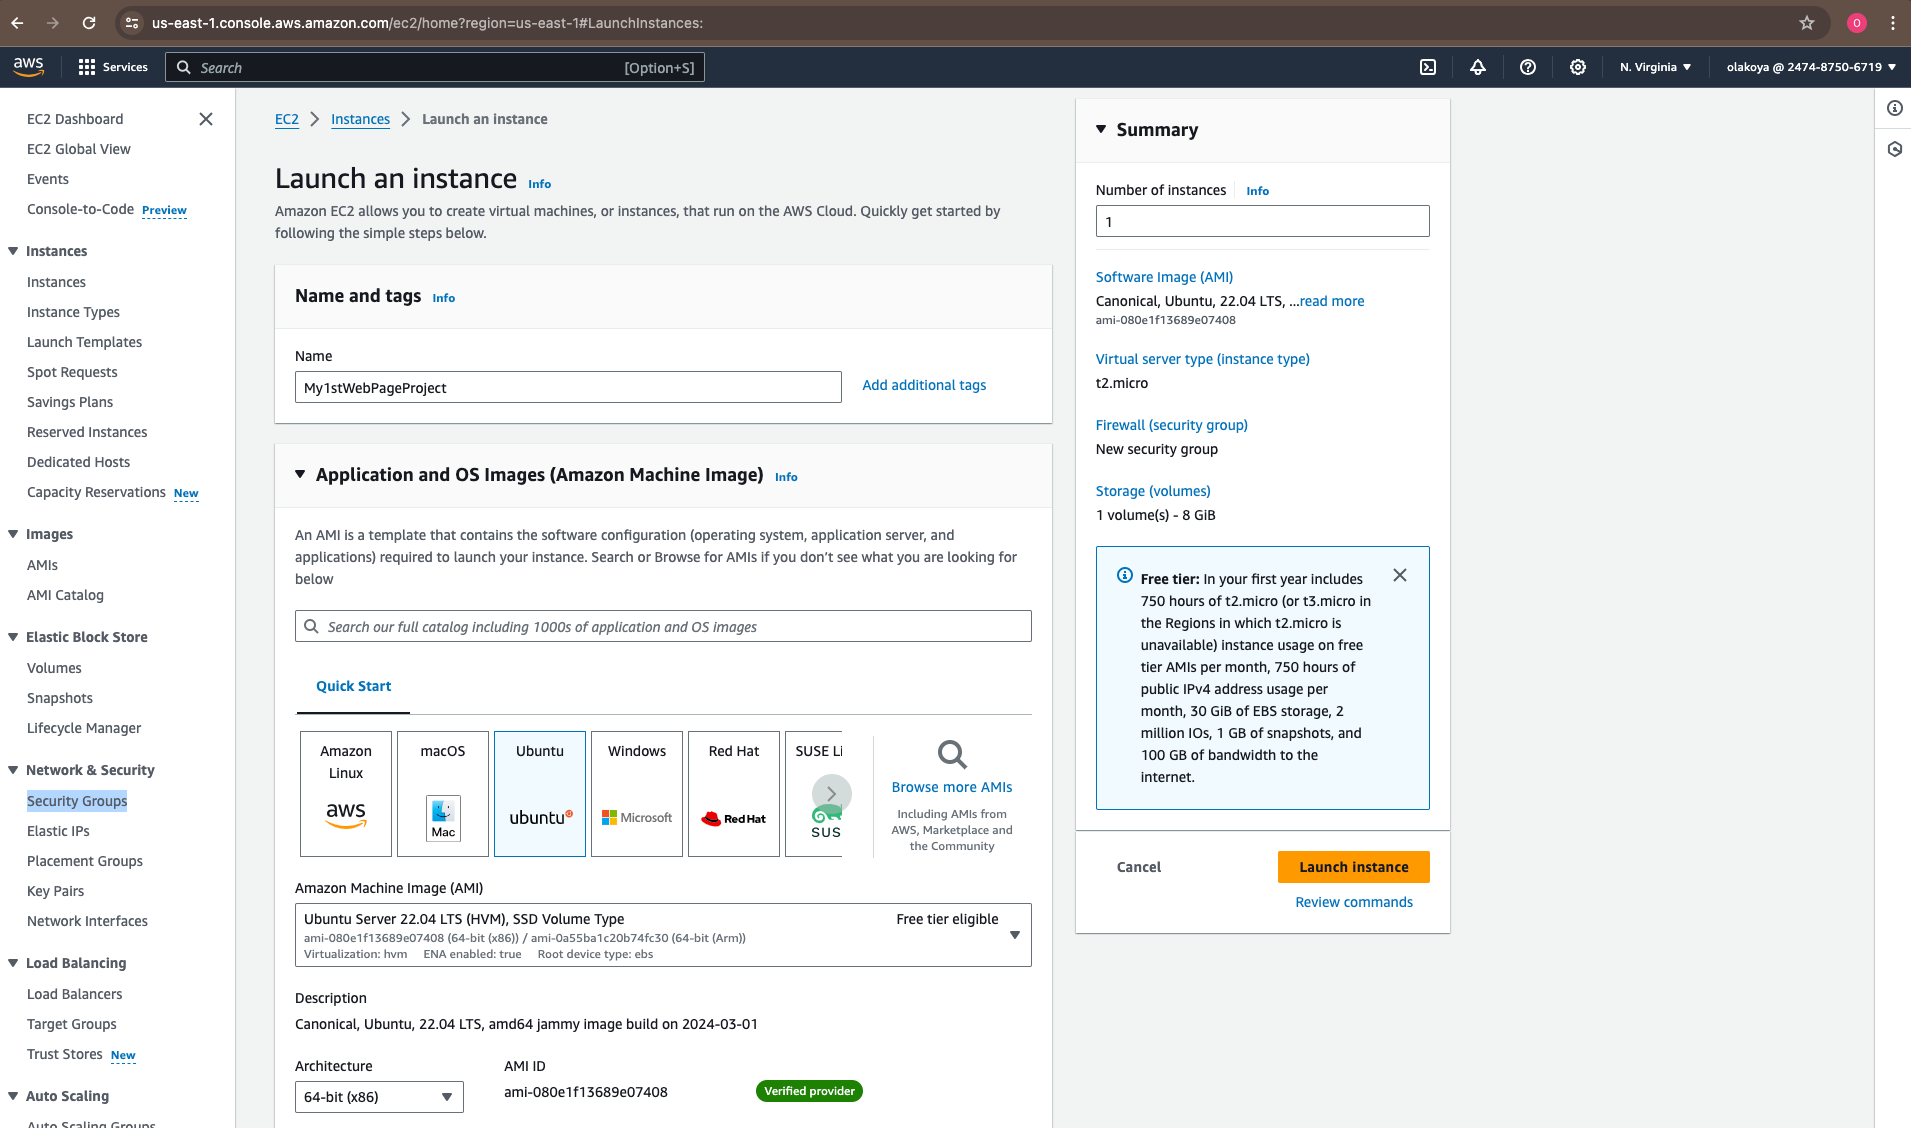 us-east-1.console.aws.amazon.com/ec2/home?region=us-east-1#LaunchInstances:
O
aws
Services
Search
[Option+S]
N. Virginia
olakoya @ 2474-8750-6719
EC2 Dashboard
EC2 Global View
Events
Console-to-Code Preview
Instances
Instances
Instance Types
Launch Templates
Spot Requests
Savings Plans
Reserved Instances
Dedicated Hosts
Capacity Reservations New
Images
AMIs
AMI Catalog
Elastic Block Store
Volumes
Snapshots
Lifecycle Manager
Network & Security
Security Groups
Elastic IPs
Placement Groups
Key Pairs
Network Interfaces
Load Balancing
Load Balancers
Target Groups
Trust Stores New
Auto Scaling
Auto Scaling Groups
EC2
Instances
Launch an instance
Launch an instance Info
Amazon EC2 allows you to create virtual machines, or instances, that run on the AWS Cloud. Quickly get started by
following the simple steps below.
Name and tags Info
Name
My1stWebPageProject
Add additional tags
Application and OS Images (Amazon Machine Image) Info
An AMI is a template that contains the software configuration (operating system, application server, and
applications) required to launch your instance. Search or Browse for AMIs if you don't see what you are looking for
below
Search our full catalog including 1000s of application and OS images
Quick Start
Amazon
Linux
aws
macOS
Mac
Ubuntu
ubuntu
Windows
Microsoft
Red Hat
Red Hat
SUSE Li
SUS
Browse more AMIs
Including AMIs from
AWS, Marketplace and
the Community
Amazon Machine Image (AMI)
Ubuntu Server 22.04 LTS (HVM), SSD Volume Type
Free tier eligible
ami-080e1f13689e07408 (64-bit (x86)) / ami-0a55ba1c20b74fc30 (64-bit (Arm))
Virtualization: hvm ENA enabled: true Root device type: ebs
Description
Canonical, Ubuntu, 22.04 LTS, amd64 jammy image build on 2024-03-01
Architecture
64-bit (x86)
AMI ID
ami-080e1f13689e07408
Verified provider
Summary
Number of instances Info
1
Software Image (AMI)
Canonical, Ubuntu, 22.04 LTS, ...read more
ami-080e1f13689e07408
Virtual server type (instance type)
t2.micro
Firewall (security group)
New security group
Storage (volumes)
1 volume(s) - 8 GiB
Free tier: In your first year includes
750 hours of t2.micro (or t3.micro in
the Regions in which t2.micro is
unavailable) instance usage on free
tier AMIs per month, 750 hours of
public IPv4 address usage per
month, 30 GiB of EBS storage, 2
million IOs, 1 GB of snapshots, and
100 GB of bandwidth to the
internet.
Cancel
Launch instance
Review commands